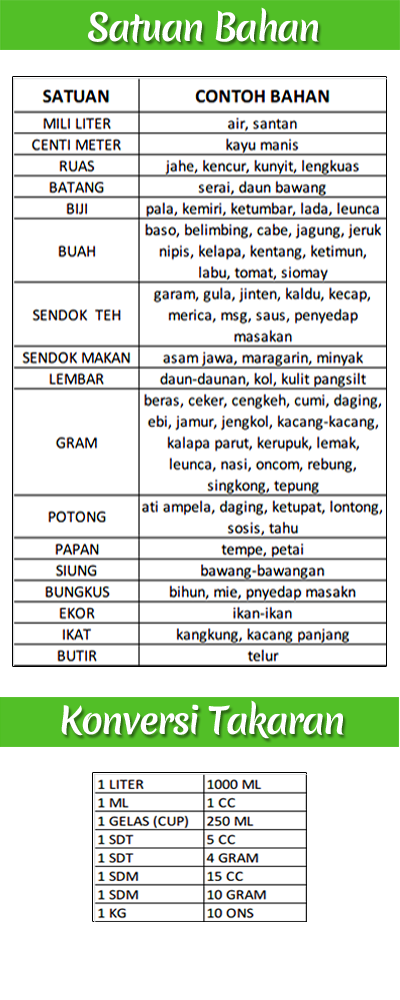 Satuan Bahan
SATUAN CONTOH BAHAN
MILI LITER air, santan
CENTI METER kayu manis
RUAS jahe, kencur, kunyit, lengkuas
BATANG serai, daun bawang
BIJI pala, kemiri, ketumbar, lada, leunca
BUAH baso, belimbing, cabe, jagung, jeruk
nipis, kelapa, kentang, ketimun,
labu, tomat, siomay
SENDOK TEH garam, gula, jinten, kaldu, kecap,
merica, msg, saus, penyedap
masakan
SENDOK MAKAN asam jawa, maragarin, minyak
LEMBAR daun-daunan, kol, kulit pangsilt
GRAM beras, ceker, cengkeh, cumi, daging,
ebi, jamur, jengkol, kacang-kacang,
kalapa parut, kerupuk, lemak,
leunca, nasi, oncom, rebung,
singkong, tepung
POTONG ati ampela, daging, ketupat, lontong,
sosis, tahu
PAPAN tempe, petai
SIUNG bawang-bawangan
BUNGKUS bihun, mie, pnyedap masakn
EKOR ikan-ikan
IKAT kangkung, kacang panjang
BUTIR telur
Konversi Takaran
1 LITER 1000 ML
1 ML 1 CC
1 GELAS (CUP) 250 ML
1 SDT 5 CC
1 SDT 4 GRAM
1 SDM 15 CC
1 SDM 10 GRAM
1 KG 10 ONS